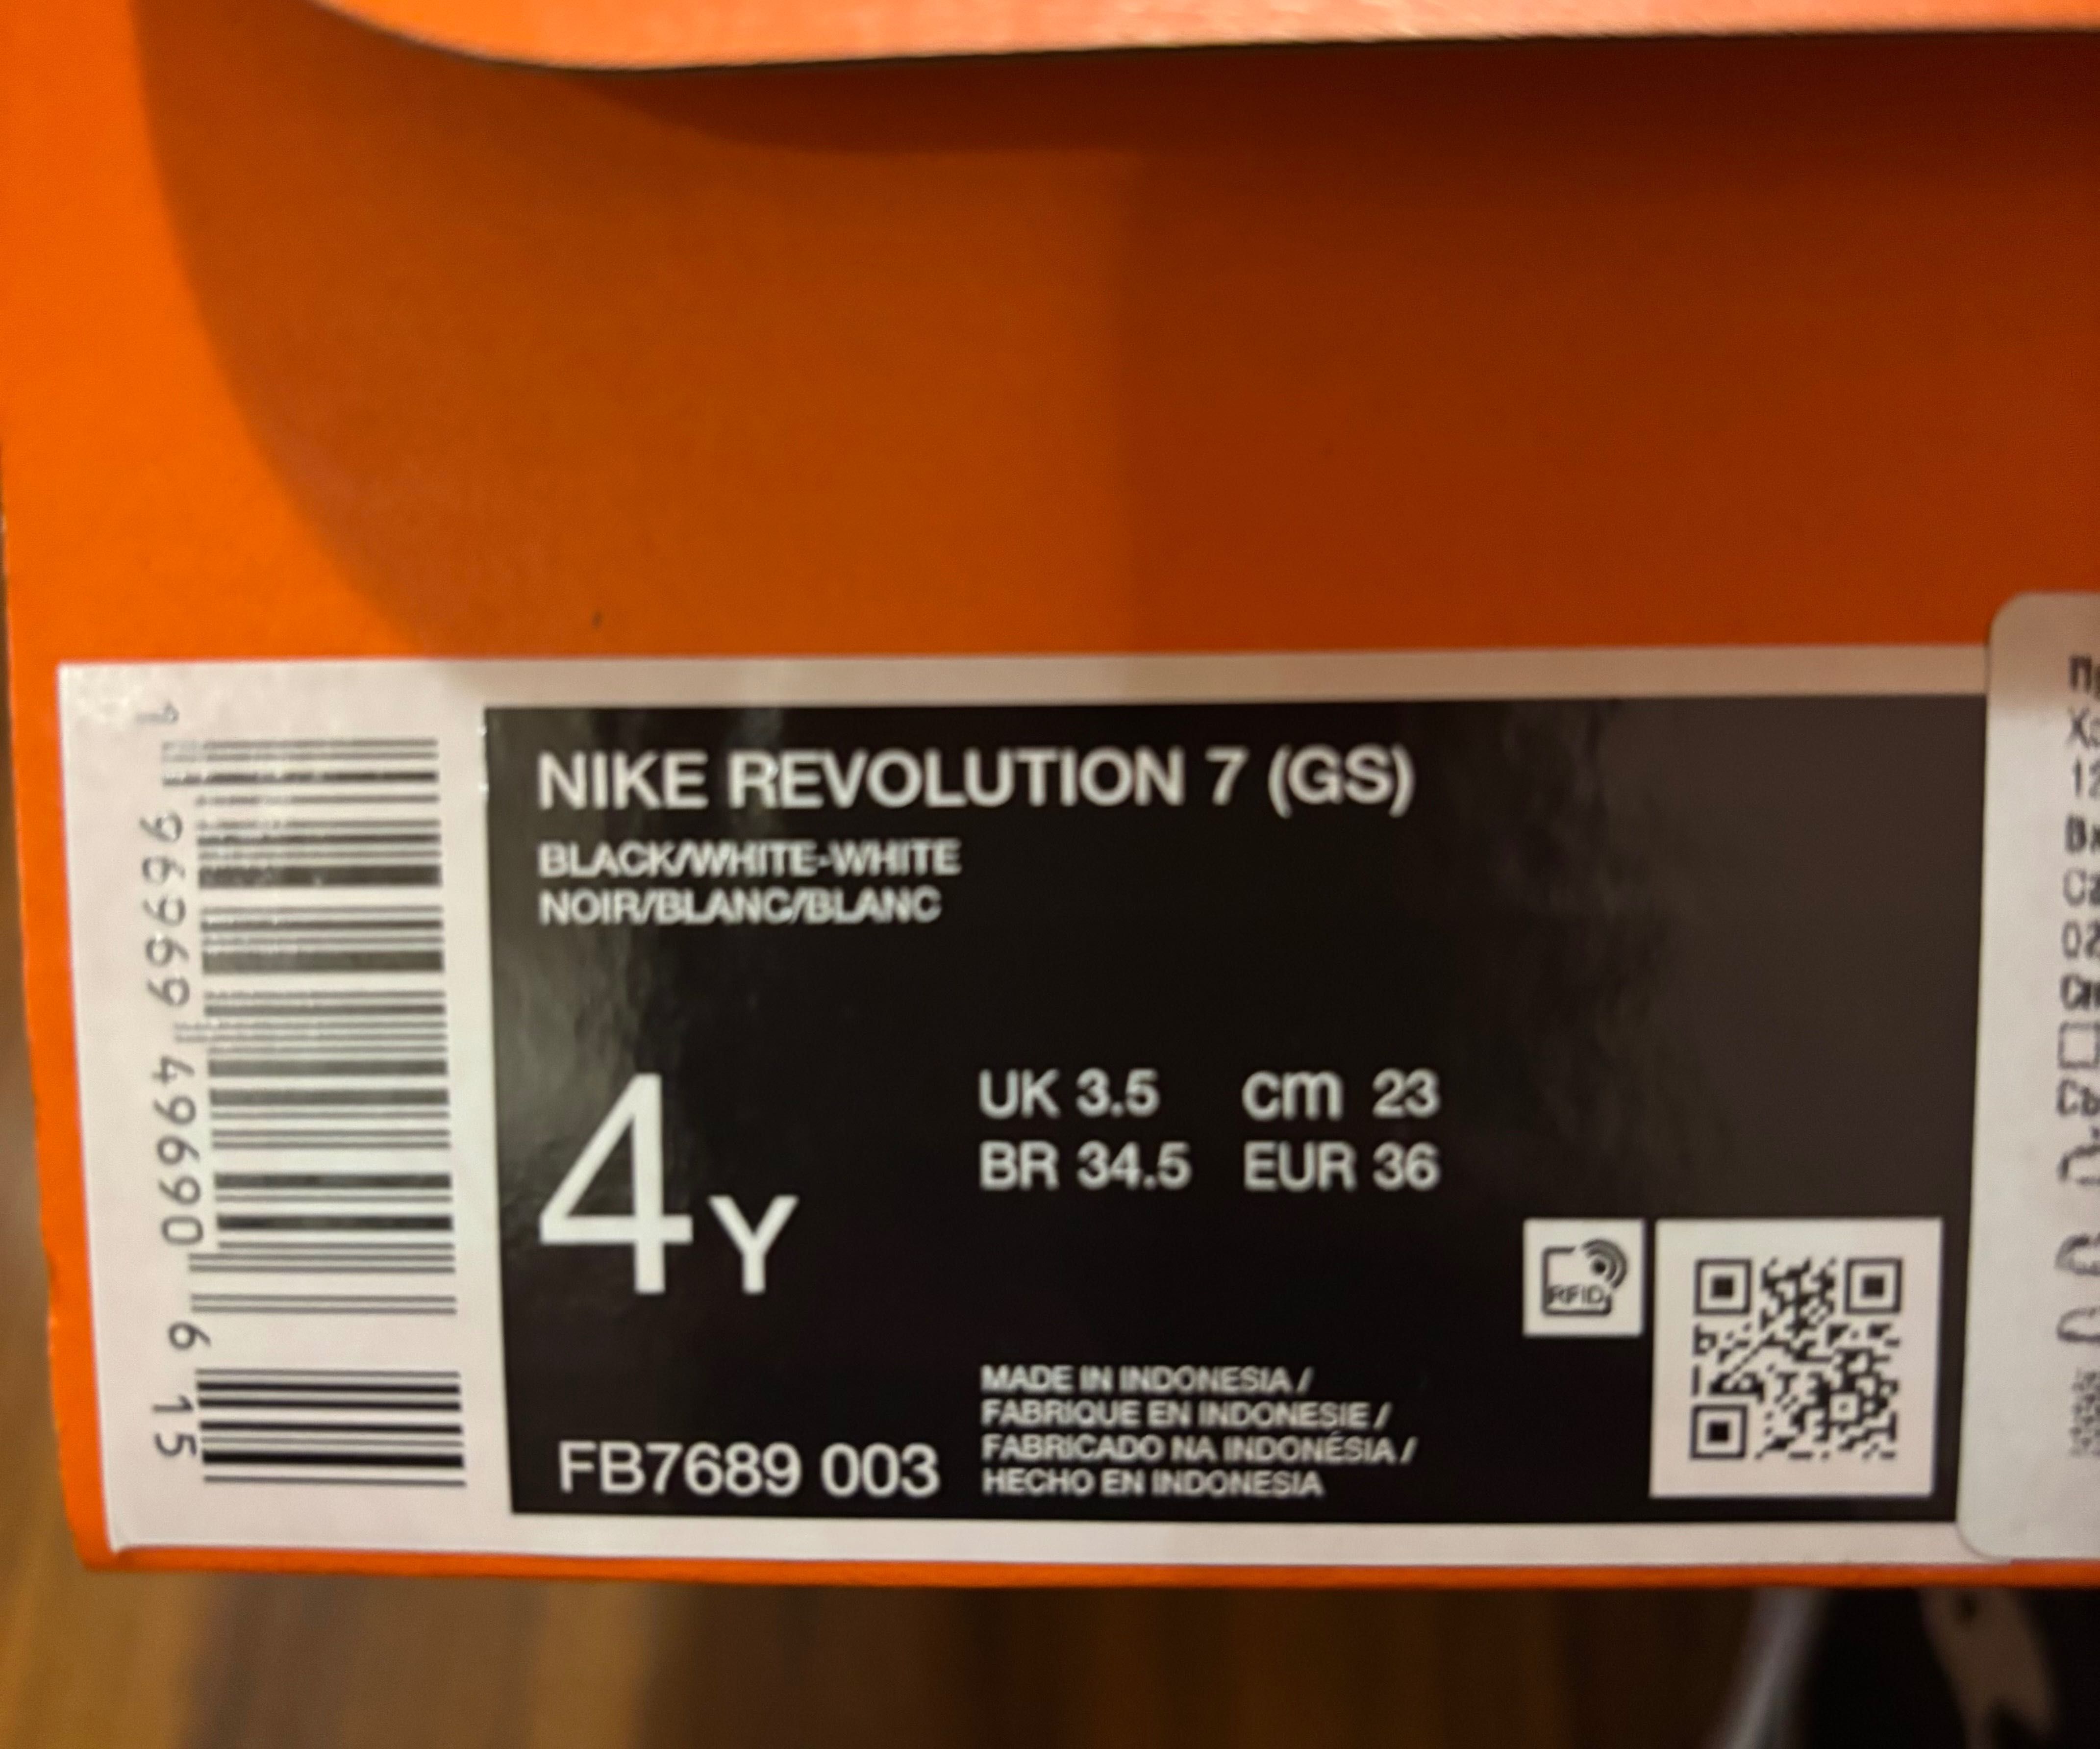 NIKE REVOLUTION 7 (GS)
BLACK/WHITE-WHITE
NOIR/BLANC/BLANC
4Y
UK 3.5 cm 23
BR 34.5 EUR 36
RFID
FB7689 003
MADE IN INDONESIA /
FABRIQUE EN INDONESIE /
FABRICADO NA INDONÉSIA /
HECHO EN INDONESIA
96969 49690 6 15